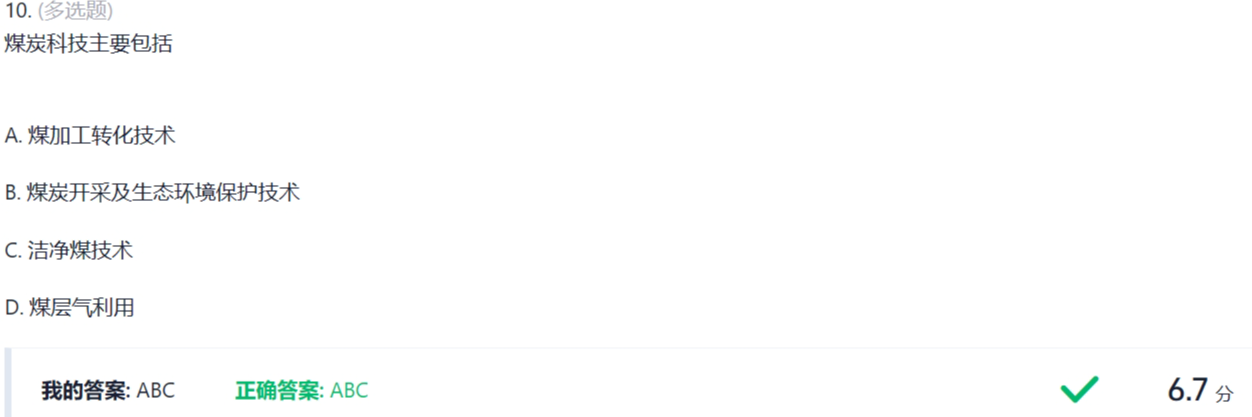 10. (多选题)
煤炭科技主要包括
A. 煤加工转化技术
B. 煤炭开采及生态环境保护技术
C. 洁净煤技术
D. 煤层气利用
我的答案: ABC 正确答案: ABC 6.7 分